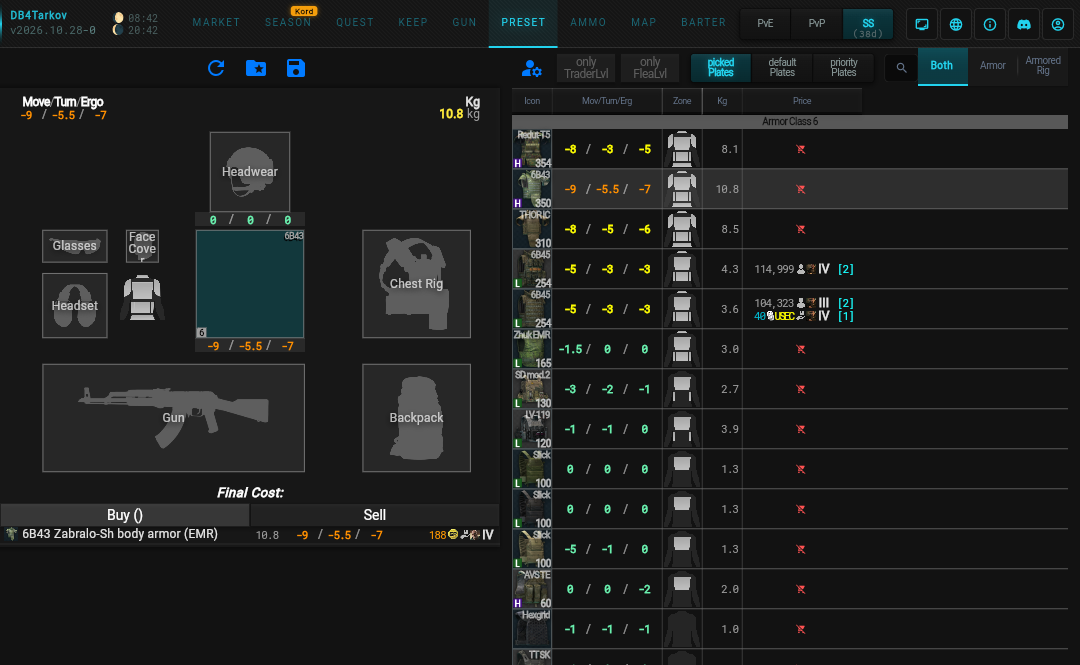 DB4Tarkov
v2026.10.28-0
08:42
20:42
MARKET
SEASON
Kord
QUEST
KEEP
GUN
PRESET
AMMO
MAP
BARTER
PvE
PvP
SS
(38d)
Move/Turn/Ergo
-9 / -5.5 / -7
Kg
10.8 kg
Headwear
0 / 0 / 0
Glasses
Face
Cove
r
Headset
6B43
6
-9 / -5.5 / -7
Chest Rig
Gun
Backpack
Final Cost:
Buy ()
Sell
6B43 Zabralo-Sh body armor (EMR) 10.8 -9 / -5.5 / -7 188 IV
only
TraderLvl
only
FleaLvl
picked
Plates
default
Plates
priority
Plates
Both
Armor
Armored
Rig
Icon Mov/Turn/Erg Zone Kg Price
Armor Class 6
Redut-T5
H 354
-8 / -3 / -5 8.1
6B43
H 350
-9 / -5.5 / -7 10.8
THORIC
310
-8 / -5 / -6 8.5
6B45
L 254
-5 / -3 / -3 4.3 114,999 IV [2]
6B45
L 254
-5 / -3 / -3 3.6
104,323 III [2]
40 USEC IV [1]
Zhuk EMR
L 165
-1.5 / 0 / 0 3.0
SD mod.2
L 130
-3 / -2 / -1 2.7
LV-119
L 120
-1 / -1 / 0 3.9
Slick
L 100
0 / 0 / 0 1.3
Slick
L 100
0 / 0 / 0 1.3
Slick
L 100
-5 / -1 / 0 1.3
AVS TE
H 60
0 / 0 / -2 2.0
Hexgrid
-1 / -1 / -1 1.0
TT SK